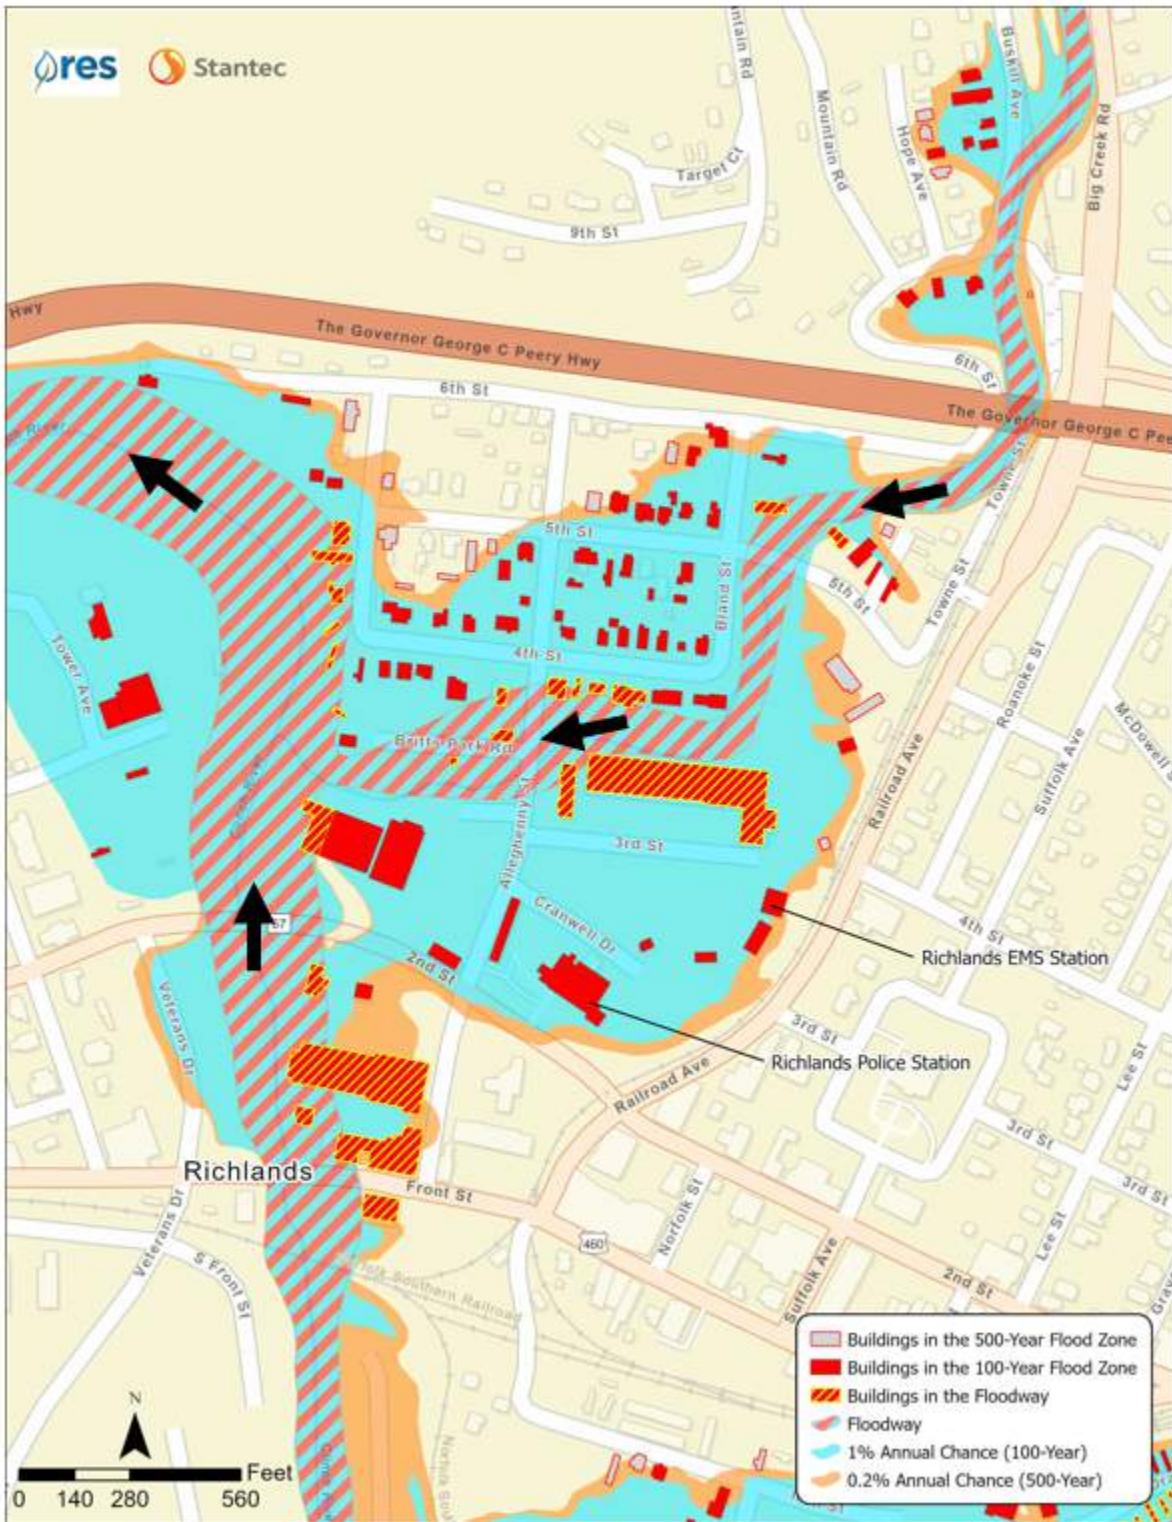 res
Stantec
Mountain Rd
Buskill Ave
Hope Ave
Big Creek Rd
Target Ct
9th St
Hwy
The Governor George C Peery Hwy
6th St
6th St
The Governor George C Pee
River
Towne St
5th St
Bland St
5th St
Towne St
4th St
Tower Ave
Roanoke St
McDowell
Suffolk Ave
Britts Park Rd
Railroad Ave
Allegheny St
3rd St
67
Cranwell Dr
4th St
Richlands EMS Station
2nd St
Veterans Dr
3rd St
Richlands Police Station
Lee St
Railroad Ave
3rd St
Richlands
Front St
3rd St
Veterans Dr
460
Norfolk St
Lee St
S Front St
Southern Railroad
Suffolk Ave
2nd St
Buildings in the 500-Year Flood Zone
Buildings in the 100-Year Flood Zone
Buildings in the Floodway
Floodway
1% Annual Chance (100-Year)
0.2% Annual Chance (500-Year)
N
Feet
0 140 280 560